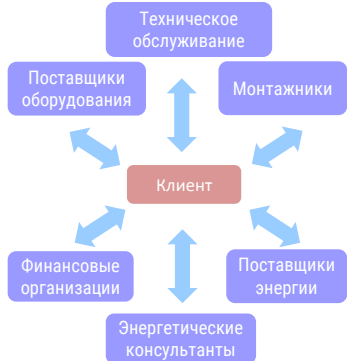 Техническое
обслуживание
Поставщики
оборудования
Монтажники
Клиент
Финансовые
организации
Поставщики
энергии
Энергетические
консультанты